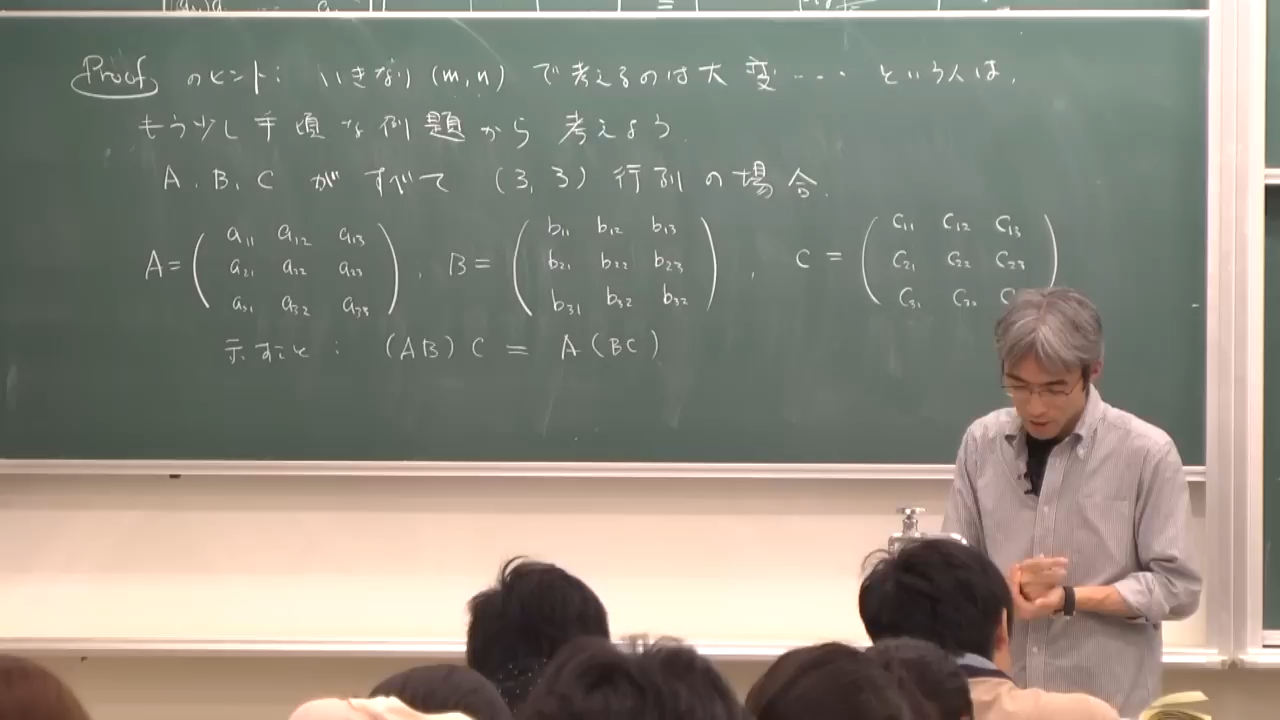 Proof のヒント: いきなり (m,n) で考えるのは大変・・・ という人は,
もう少し手頃な例題から 考えよう.
A, B, C が すべて (3, 3) 行列の場合.
A = ( a11 a12 a13 , B = ( b11 b12 b13 , C = ( c11 c12 c13
a21 a22 a23 b21 b22 b23 c21 c22 c23
a31 a32 a33 ) b31 b32 b32 ) c31 c32 c
示すこと : (AB) C = A (BC)